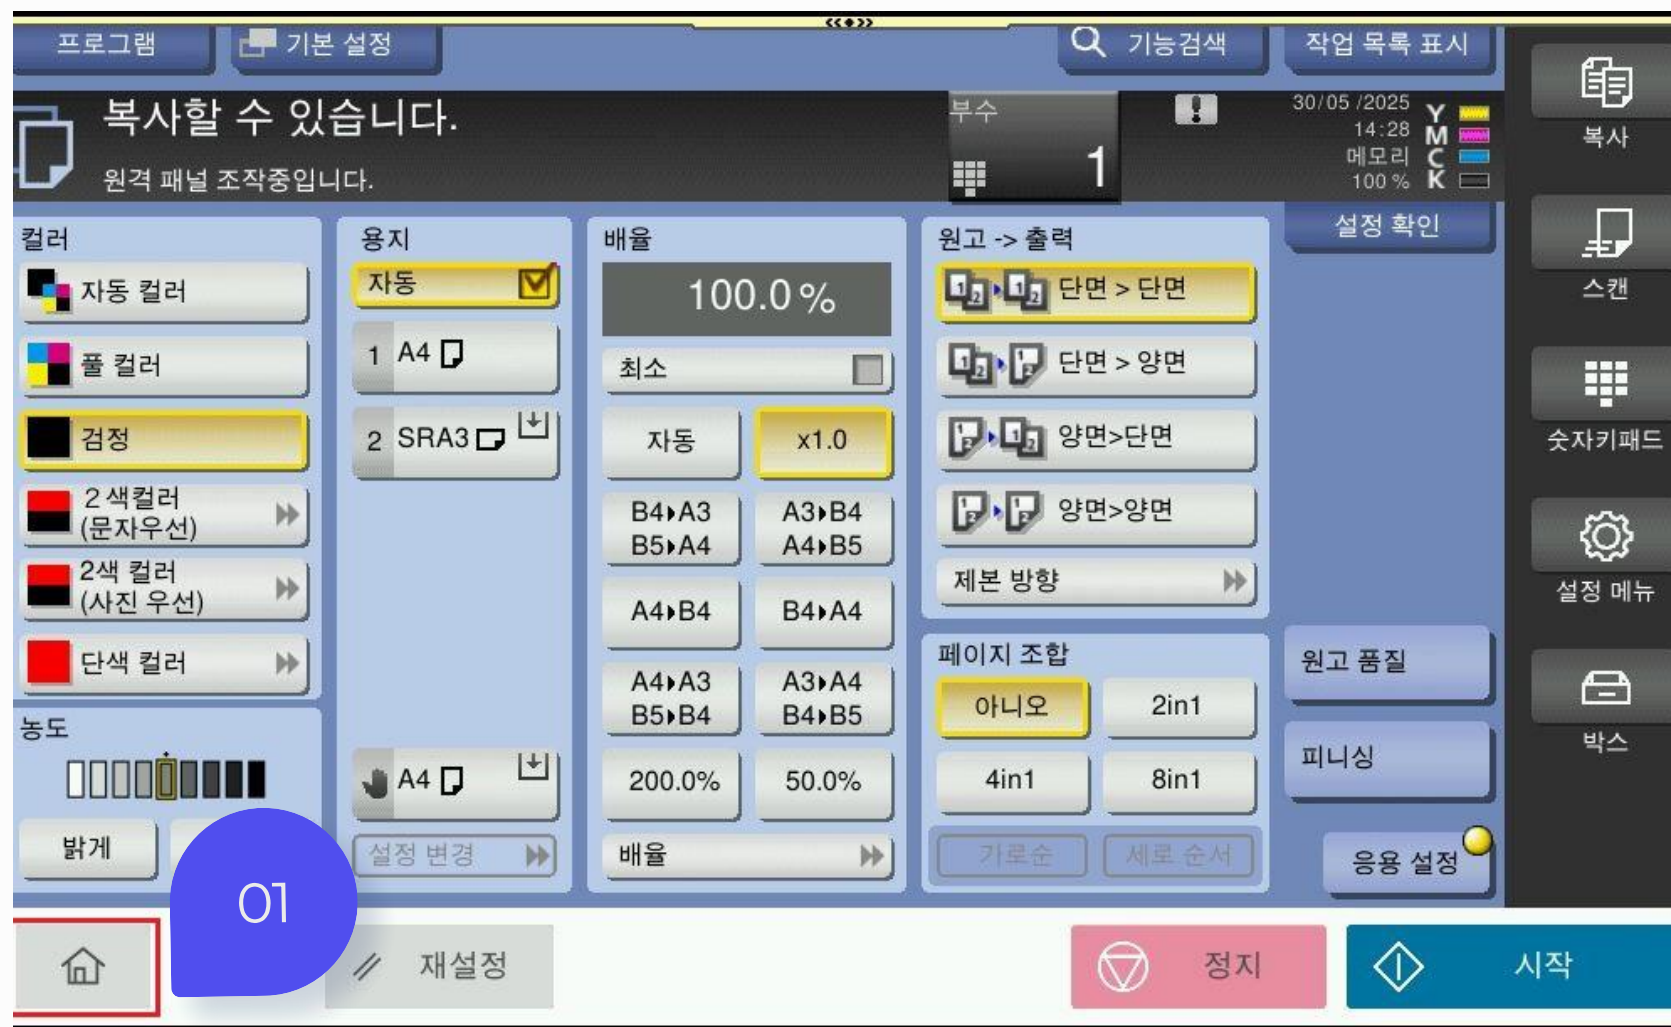 프로그램
기본 설정
기능검색
작업 목록 표시
복사할 수 있습니다.
원격 패널 조작중입니다.
부수
1
30/05 /2025
14:28
메모리
100 %
Y
M
C
K
복사
스캔
숫자키패드
설정 메뉴
박스
설정 확인
컬러
자동 컬러
풀 컬러
검정
2 색컬러
(문자우선)
2색 컬러
(사진 우선)
단색 컬러
농도
밝게
용지
자동
1 A4
2 SRA3
A4
설정 변경
배율
100.0 %
최소
자동
x1.0
B4▸A3
B5▸A4
A3▸B4
A4▸B5
A4▸B4
B4▸A4
A4▸A3
B5▸B4
A3▸A4
B4▸B5
200.0%
50.0%
배율
원고 -> 출력
단면 > 단면
단면 > 양면
양면>단면
양면>양면
제본 방향
페이지 조합
아니오
2in1
4in1
8in1
가로순
세로 순서
원고 품질
피니싱
응용 설정
01
재설정
정지
시작